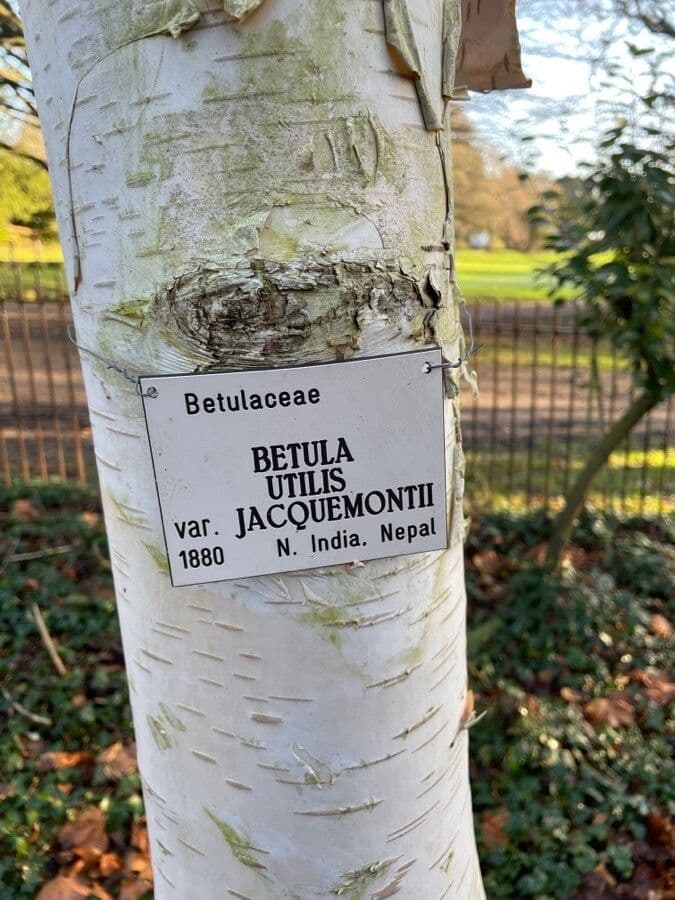 Betulaceae
BETULA
UTILIS
var. JACQUEMONTII
1880 N. India, Nepal